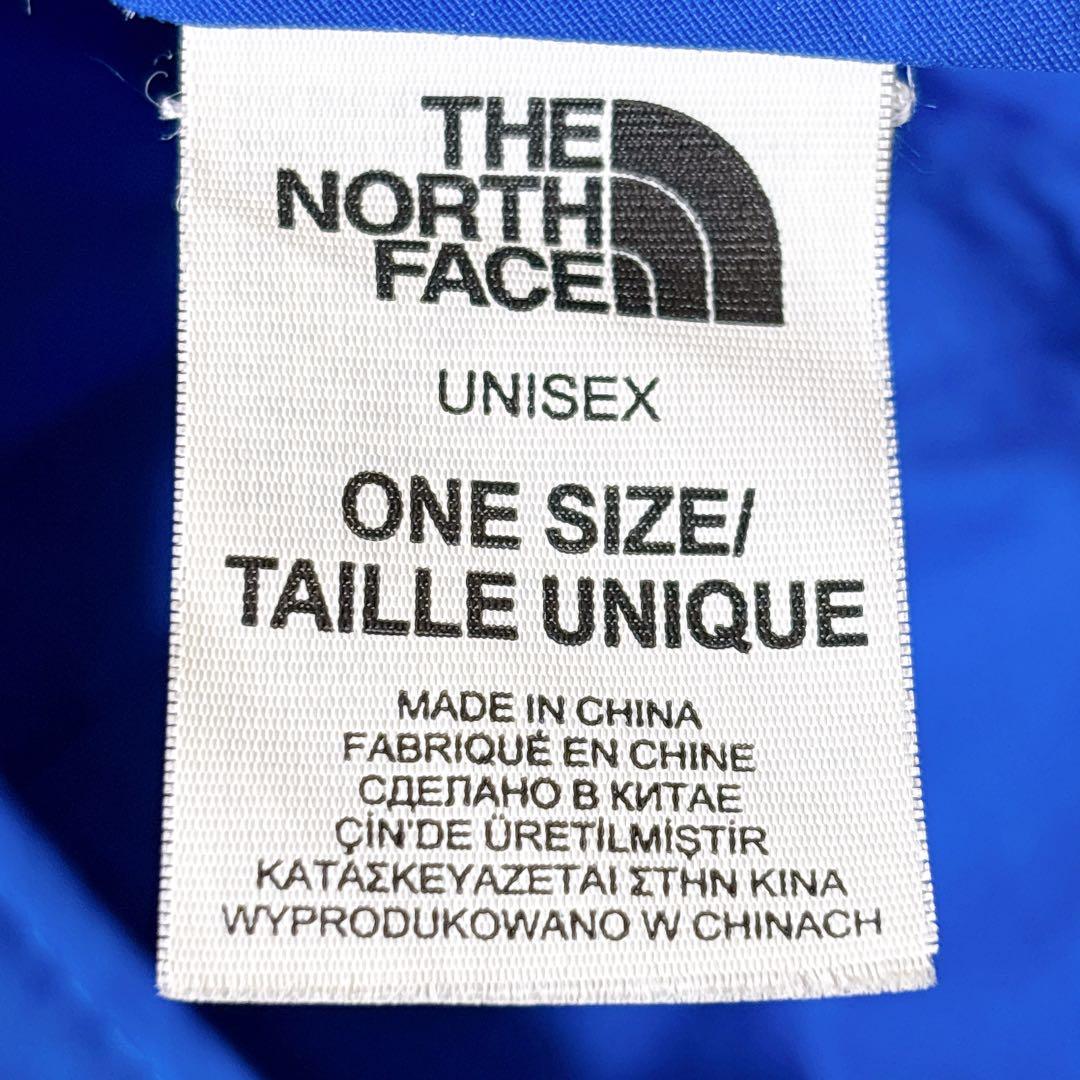 THE
NORTH
FACE
UNISEX
ONE SIZE/
TAILLE UNIQUE
MADE IN CHINA
FABRIQUÉ EN CHINE
СДЕЛАНО В КИТАЕ
ÇİN'DE ÜRETİLMİŞTİR
ΚΑΤΆΣΚΕΥΑΖΕΤΑΙ ΣΤΗΝ ΚΙΝΑ
WYPRODUKOWANO W CHINACH